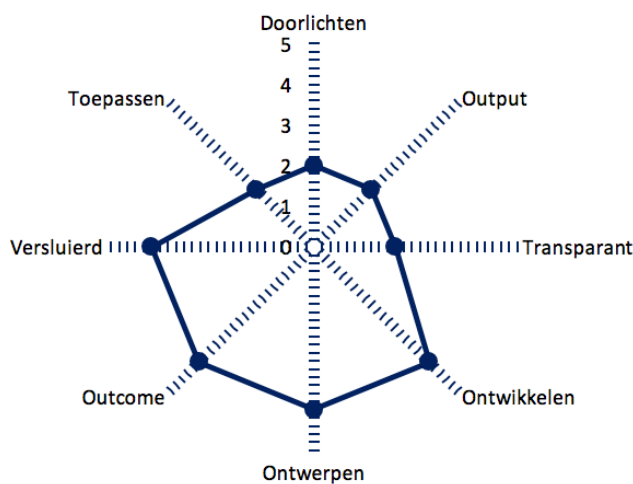 Doorlichten
5
4
Toepassen
Output
3
2
1
Versluierd
0
Transparant
Outcome
Ontwikkelen
Ontwerpen